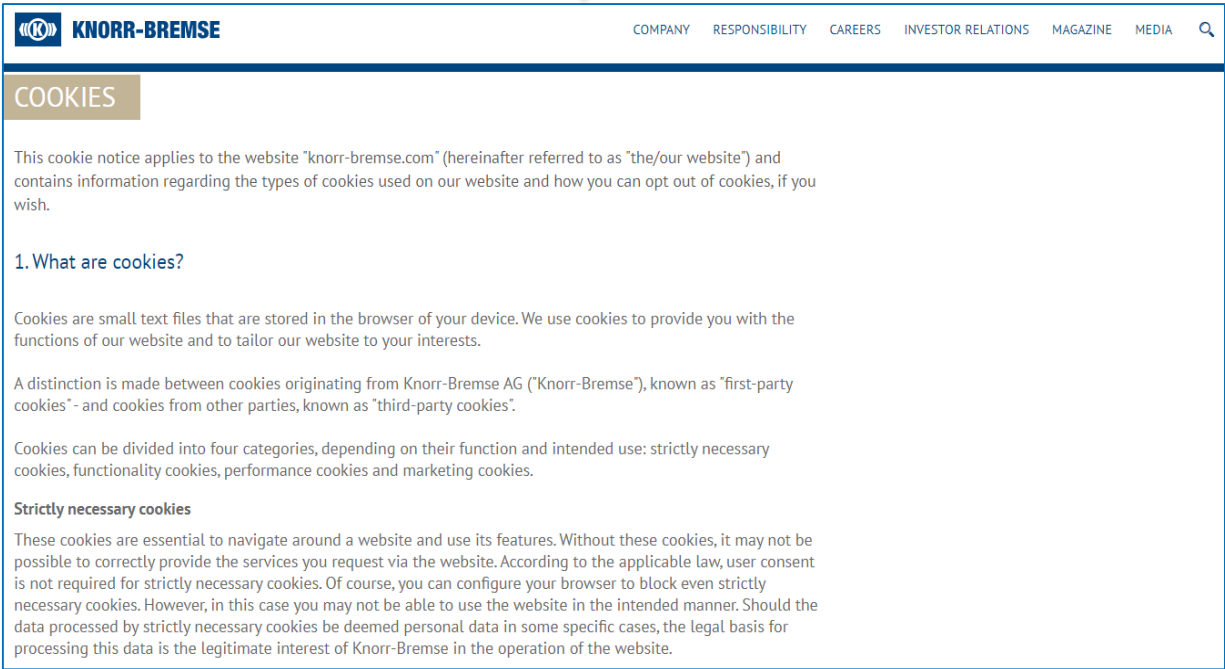 KNORR-BREMSE
COMPANY RESPONSIBILITY CAREERS INVESTOR RELATIONS MAGAZINE MEDIA
COOKIES
This cookie notice applies to the website "knorr-bremse.com" (hereinafter referred to as "the/our website") and
contains information regarding the types of cookies used on our website and how you can opt out of cookies, if you
wish.
1. What are cookies?
Cookies are small text files that are stored in the browser of your device. We use cookies to provide you with the
functions of our website and to tailor our website to your interests.
A distinction is made between cookies originating from Knorr-Bremse AG ("Knorr-Bremse"), known as "first-party
cookies" - and cookies from other parties, known as "third-party cookies".
Cookies can be divided into four categories, depending on their function and intended use: strictly necessary
cookies, functionality cookies, performance cookies and marketing cookies.
Strictly necessary cookies
These cookies are essential to navigate around a website and use its features. Without these cookies, it may not be
possible to correctly provide the services you request via the website. According to the applicable law, user consent
is not required for strictly necessary cookies. Of course, you can configure your browser to block even strictly
necessary cookies. However, in this case you may not be able to use the website in the intended manner. Should the
data processed by strictly necessary cookies be deemed personal data in some specific cases, the legal basis for
processing this data is the legitimate interest of Knorr-Bremse in the operation of the website.